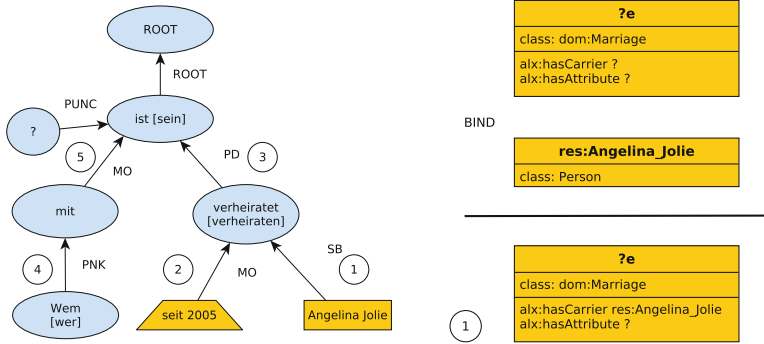 ROOT
ROOT
PUNC
?
ist [sein]
5
MO
PD
3
mit
verheiratet
[verheiraten]
4
PNK
2
MO
SB
1
Wem
[wer]
seit 2005
Angelina Jolie
?e
class: dom:Marriage
alx:hasCarrier ?
alx:hasAttribute ?
BIND
res:Angelina_Jolie
class: Person
?e
class: dom:Marriage
1
alx:hasCarrier res:Angelina_Jolie
alx:hasAttribute ?